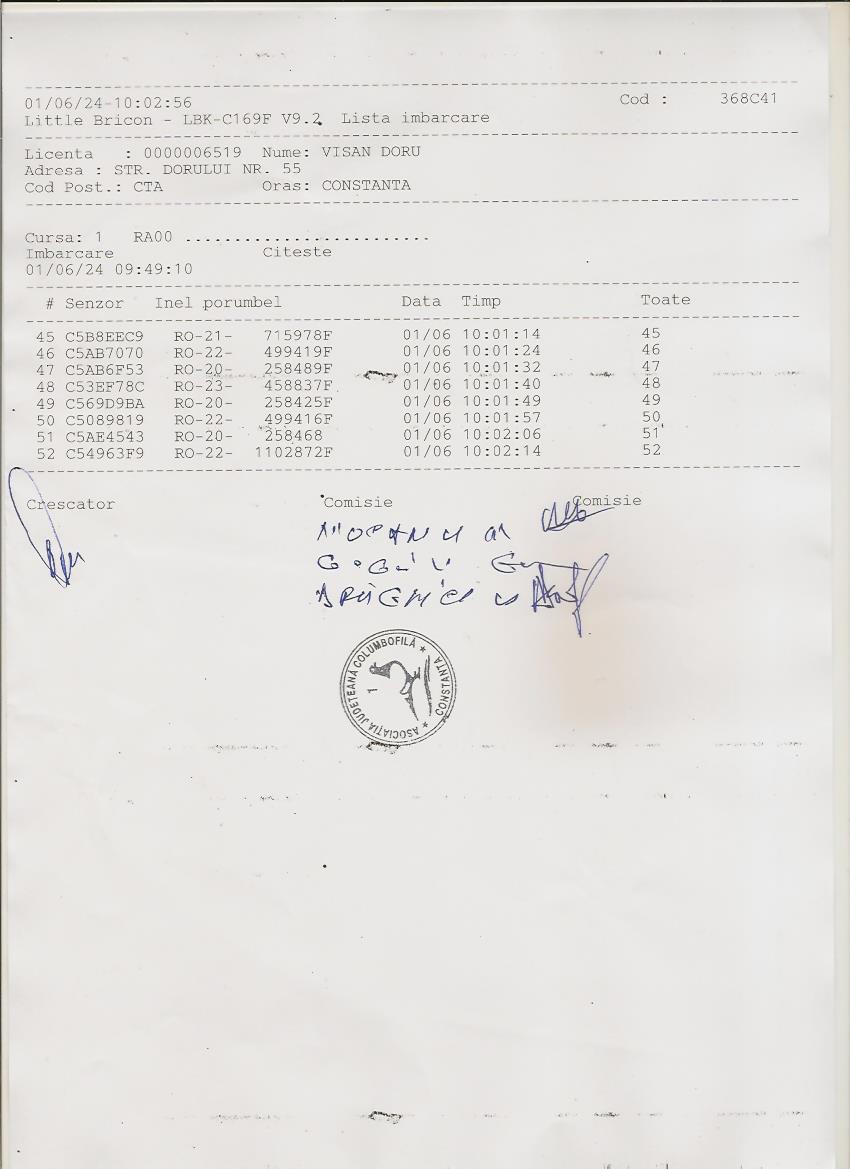 01/06/24-10:02:56 Cod : 368C41
Little Bricon - LBK-C169F V9.2 Lista imbarcare
Licenta : 0000006519 Nume: VISAN DORU
Adresa : STR. DORULUI NR. 55
Cod Post.: CTA Oras: CONSTANTA
Cursa: 1 RA00 .........................
Imbarcare Citeste
01/06/24 09:49:10
# Senzor Inel porumbel Data Timp Toate
45 C5B8EEC9 RO-21- 715978F 01/06 10:01:14 45
46 C5AB7070 RO-22- 499419F 01/06 10:01:24 46
47 C5AB6F53 RO-20- 258489F 01/06 10:01:32 47
48 C53EF78C RO-23- 458837F 01/06 10:01:40 48
49 C569D9BA RO-20- 258425F 01/06 10:01:49 49
50 C5089819 RO-22- 499416F 01/06 10:01:57 50
51 C5AE4543 RO-20- 258468 01/06 10:02:06 51
52 C54963F9 RO-22- 1102872F 01/06 10:02:14 52
Crescator Comisie Comisie
ASOCIAȚIA JUDEȚEANĂ COLUMBOFILĂ * CONSTANȚA *
1